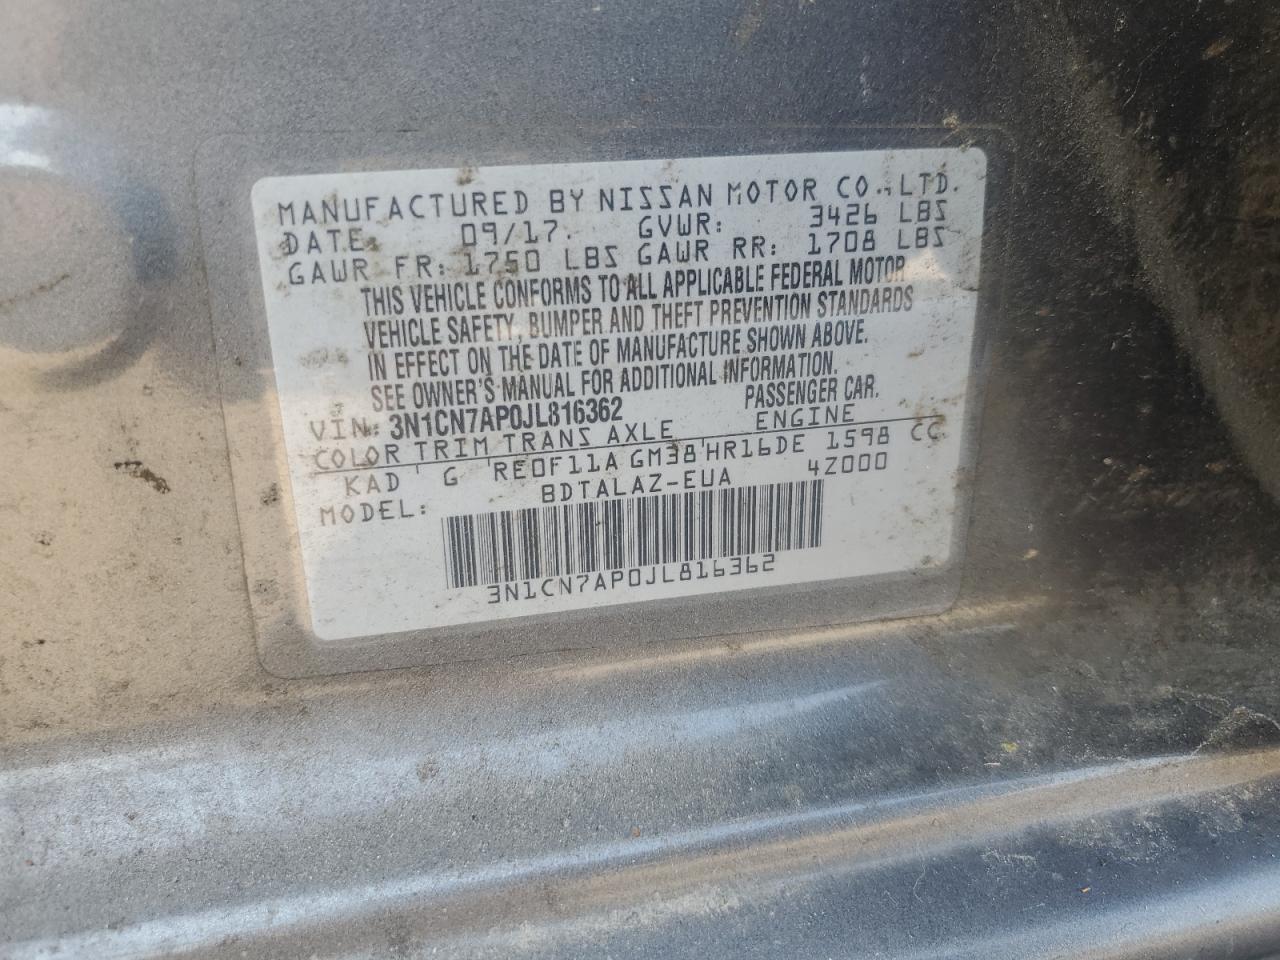 MANUFACTURED BY NISSAN MOTOR CO., LTD.
DATE: 09/17. GVWR: 3426 LBS
GAWR FR: 1750 LBS GAWR RR: 1708 LBS
THIS VEHICLE CONFORMS TO ALL APPLICABLE FEDERAL MOTOR
VEHICLE SAFETY, BUMPER AND THEFT PREVENTION STANDARDS
IN EFFECT ON THE DATE OF MANUFACTURE SHOWN ABOVE.
SEE OWNER'S MANUAL FOR ADDITIONAL INFORMATION.
VIN: 3N1CN7AP0JL816362 PASSENGER CAR.
COLOR TRIM TRANS AXLE ENGINE
KAD G RE0F11A GM38 HR16DE 1598 CC
MODEL: BDTALAZ-EUA 4Z000
3N1CN7AP0JL816362